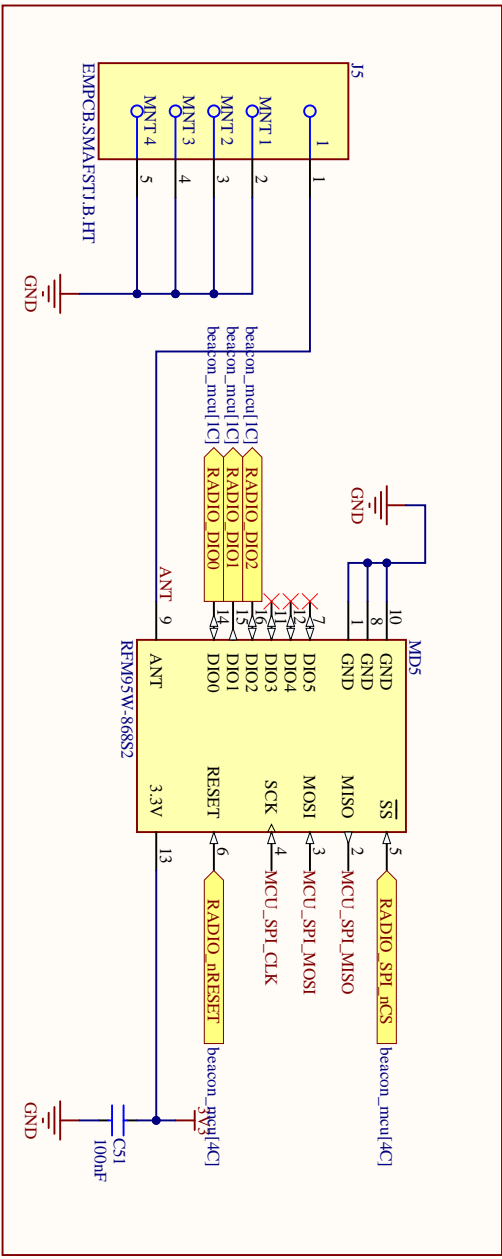 J5
1
1
MNT 1
2
MNT 2
3
MNT 3
4
MNT 4
5
EMPCB.SMAFSTJ.B.HT
GND
GND
MD5
10
GND
8
GND
1
GND
7
DIO5
12
DIO4
11
DIO3
beacon_mcu[1C]
RADIO_DIO2
16
DIO2
beacon_mcu[1C]
RADIO_DIO1
15
DIO1
beacon_mcu[1C]
RADIO_DIO0
14
DIO0
ANT
9
ANT
RFM95W-868S2
SS
5
RADIO_SPI_nCS
beacon_mcu[4C]
MISO
2
MCU_SPI_MISO
MOSI
3
MCU_SPI_MOSI
SCK
4
MCU_SPI_CLK
RESET
6
RADIO_nRESET
beacon_mcu[4C]
3.3V
13
3V3
C51
100nF
GND